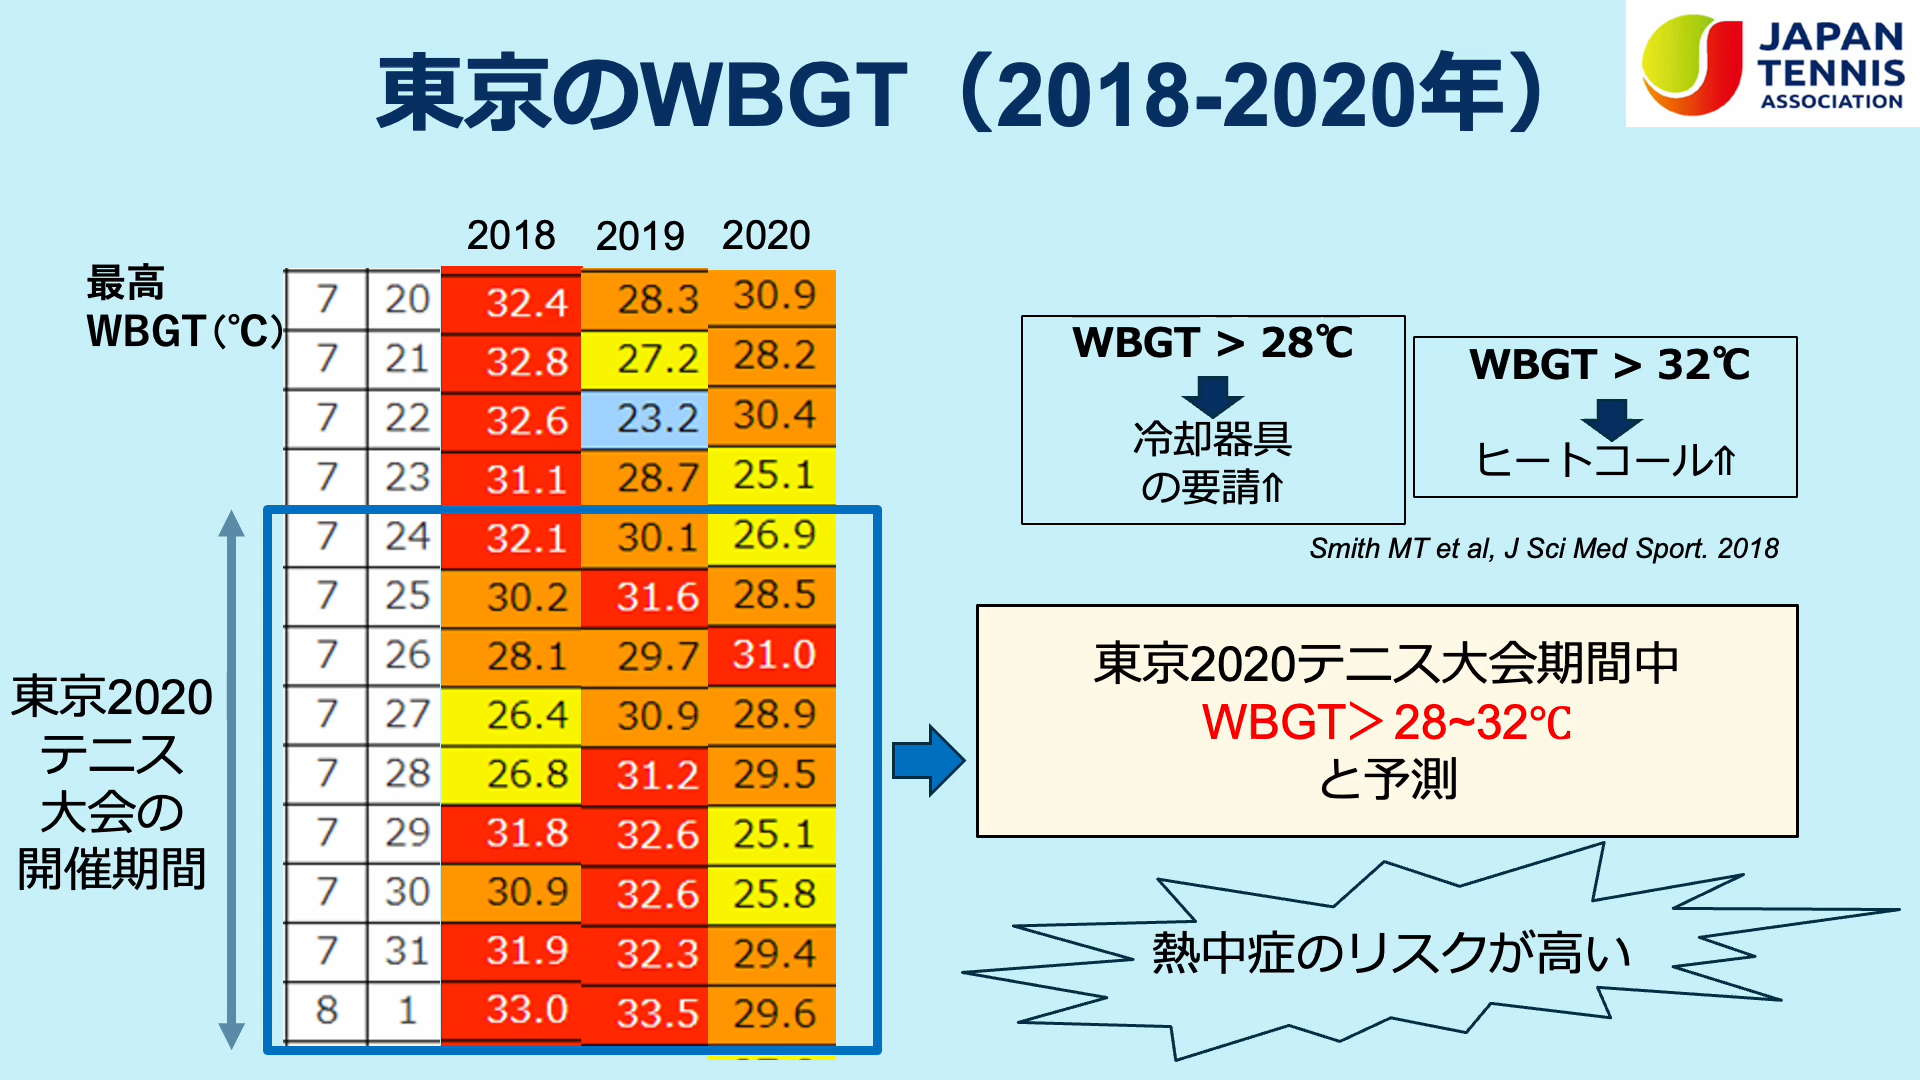 東京のWBGT（2018-2020年）
JAPAN
TENNIS
ASSOCIATION
2018 2019 2020
最高
WBGT(℃)
7 20 32.4 28.3 30.9
7 21 32.8 27.2 28.2
7 22 32.6 23.2 30.4
7 23 31.1 28.7 25.1
7 24 32.1 30.1 26.9
7 25 30.2 31.6 28.5
7 26 28.1 29.7 31.0
7 27 26.4 30.9 28.9
7 28 26.8 31.2 29.5
7 29 31.8 32.6 25.1
7 30 30.9 32.6 25.8
7 31 31.9 32.3 29.4
8 1 33.0 33.5 29.6
東京2020
テニス
大会の
開催期間
WBGT > 28℃
冷却器具
の要請⇑
WBGT > 32℃
ヒートコール⇑
Smith MT et al, J Sci Med Sport. 2018
東京2020テニス大会期間中
WBGT＞28~32℃
と予測
熱中症のリスクが高い